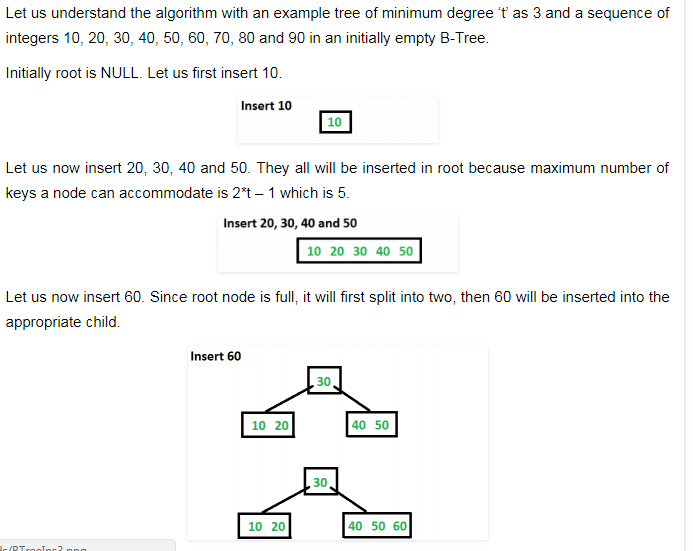 Let us understand the algorithm with an example tree of minimum degree ‘t’ as 3 and a sequence of
integers 10, 20, 30, 40, 50, 60, 70, 80 and 90 in an initially empty B-Tree.
Initially root is NULL. Let us first insert 10.
Insert 10
10
Let us now insert 20, 30, 40 and 50. They all will be inserted in root because maximum number of
keys a node can accommodate is 2*t – 1 which is 5.
Insert 20, 30, 40 and 50
10 20 30 40 50
Let us now insert 60. Since root node is full, it will first split into two, then 60 will be inserted into the
appropriate child.
Insert 60
30
10 20 40 50
30
10 20 40 50 60